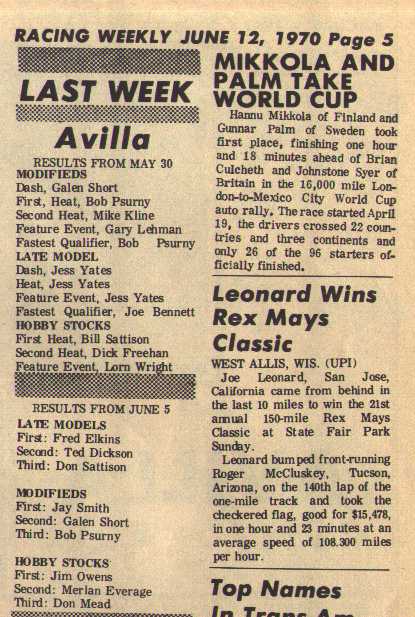 RACING WEEKLY JUNE 12, 1970 Page 5
LAST WEEK
Avilla
RESULTS FROM MAY 30
MODIFIEDS
Dash, Galen Short
First, Heat, Bob Psurny
Second Heat, Mike Kline
Feature Event, Gary Lehman
Fastest Qualifier, Bob Psurny
LATE MODEL
Dash, Jess Yates
Heat, Jess Yates
Feature Event, Jess Yates
Fastest Qualifier, Joe Bennett
HOBBY STOCKS
First Heat, Bill Sattison
Second Heat, Dick Freehan
Feature Event, Lorn Wright
RESULTS FROM JUNE 5
LATE MODELS
First: Fred Elkins
Second: Ted Dickson
Third: Don Sattison
MODIFIEDS
First: Jay Smith
Second: Galen Short
Third: Bob Psurny
HOBBY STOCKS
First: Jim Owens
Second: Merlan Everage
Third: Don Mead
MIKKOLA AND
PALM TAKE
WORLD CUP
Hannu Mikkola of Finland and
Gunnar Palm of Sweden took
first place, finishing one hour
and 18 minutes ahead of Brian
Culcheth and Johnstone Syer of
Britain in the 16,000 mile Lon-
don-to-Mexico City World Cup
auto rally. The race started April
19, the drivers crossed 22 coun-
tries and three continents and
only 26 of the 96 starters of-
ficially finished.
Leonard Wins
Rex Mays
Classic
WEST ALLIS, WIS. (UPI)
Joe Leonard, San Jose,
California came from behind in
the last 10 miles to win the 21st
annual 150-mile Rex Mays
Classic at State Fair Park
Sunday.
Leonard bumped front-running
Roger McCluskey, Tucson,
Arizona, on the 140th lap of the
one-mile track and took the
checkered flag, good for $15,478,
in one hour and 23 minutes at an
average speed of 108.300 miles
per hour.
Top Names
In Trans Am